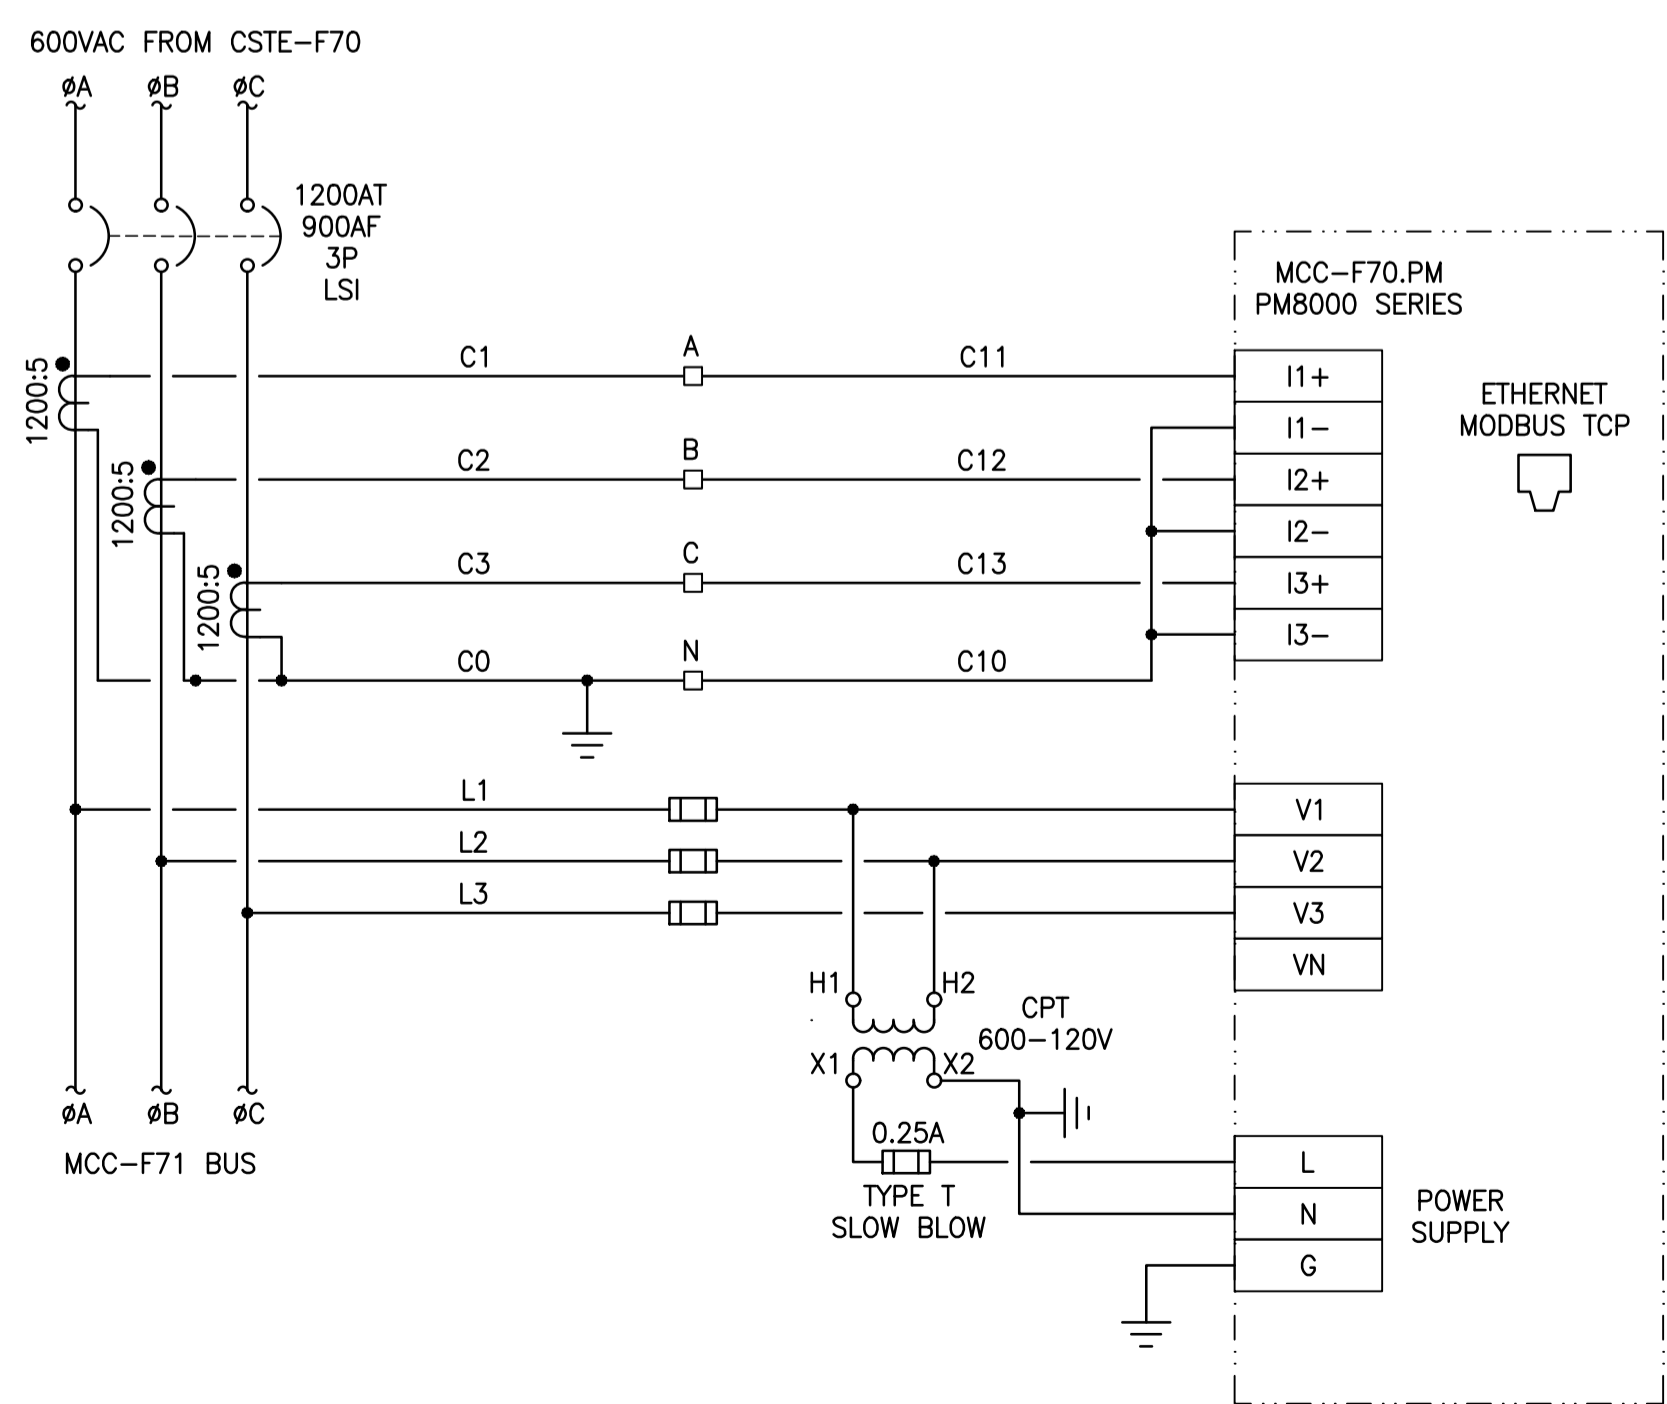 600VAC FROM CSTE-F70
øA øB øC
1200AT
900AF
3P
LSI
MCC-F70.PM
PM8000 SERIES
1200:5
C1 A C11 I1+
I1-
ETHERNET
MODBUS TCP
1200:5
C2 B C12 I2+
I2-
1200:5
C3 C C13 I3+
I3-
C0 N C10
L1 V1
L2 V2
L3 V3
VN
H1 H2
CPT
600-120V
X1 X2
øA øB øC
MCC-F71 BUS
0.25A
TYPE T
SLOW BLOW
L
N
G
POWER
SUPPLY